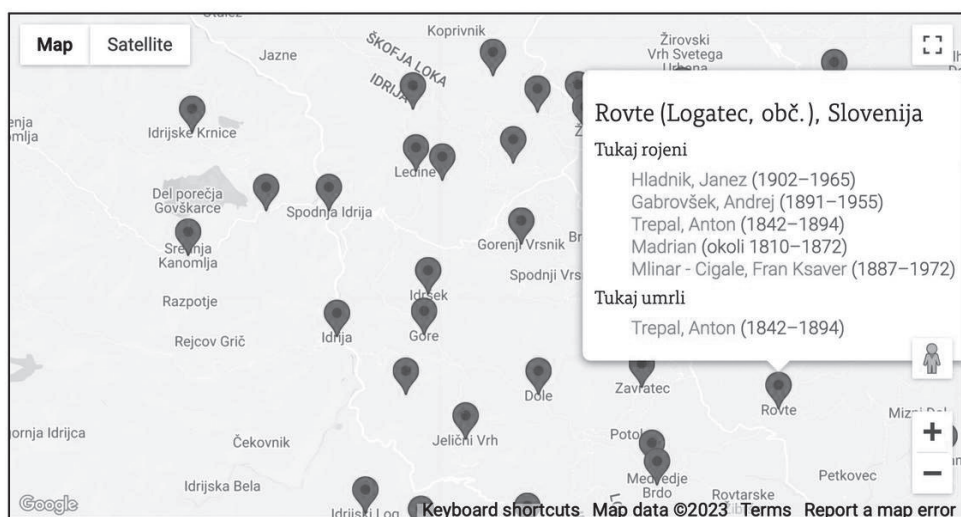 Map
Satellite
Jazne
Koprivnik
ŠKOFJA LOKA
IDRIJA
Žirovski
Vrh Svetega
Urbana
Idrijske Krnice
Ledine
Del porečja
Govškarce
Spodnja Idrija
Srednja
Kanomlja
Gorenji Vrsnik
Razpotje
Idršek
Idrija
Gore
Rejcov Grič
Rovte (Logatec, obč.), Slovenija
Tukaj rojeni
Hladnik, Janez (1902–1965)
Gabrovšek, Andrej (1891–1955)
Trepal, Anton (1842–1894)
Madrian (okoli 1810–1872)
Mlinar - Cigale, Fran Ksaver (1887–1972)
Tukaj umrli
Trepal, Anton (1842–1894)
Dole
Zavratec
Rovte
Čekovnik
Jelični Vrh
Medvedje
Brdo
Petkovec
Idrijska Bela
Rovtarske
Idrijski Log
Google
Keyboard shortcuts
Map data ©2023
Terms
Report a map error